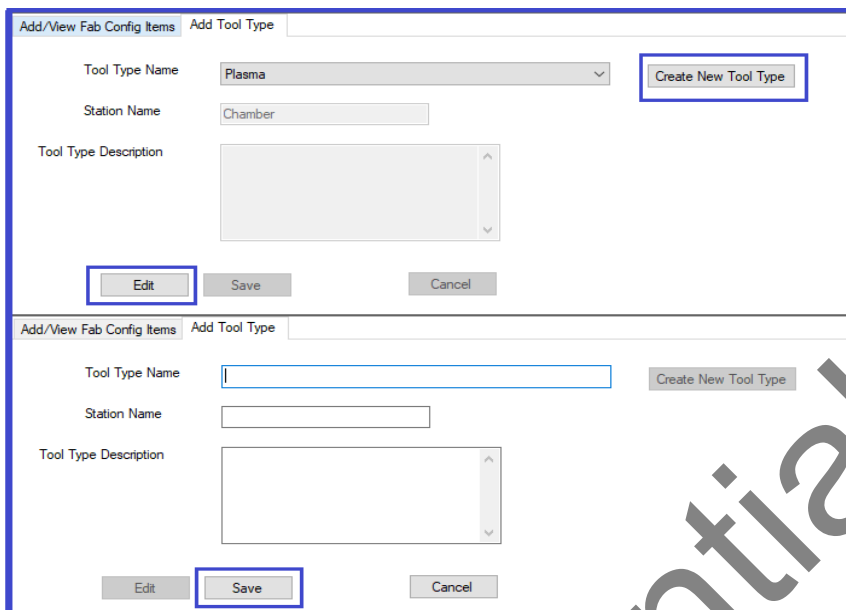 Add/View Fab Config Items Add Tool Type
Tool Type Name Plasma Create New Tool Type
Station Name Chamber
Tool Type Description
Edit Save Cancel
Add/View Fab Config Items Add Tool Type
Tool Type Name Create New Tool Type
Station Name
Tool Type Description
Edit Save Cancel